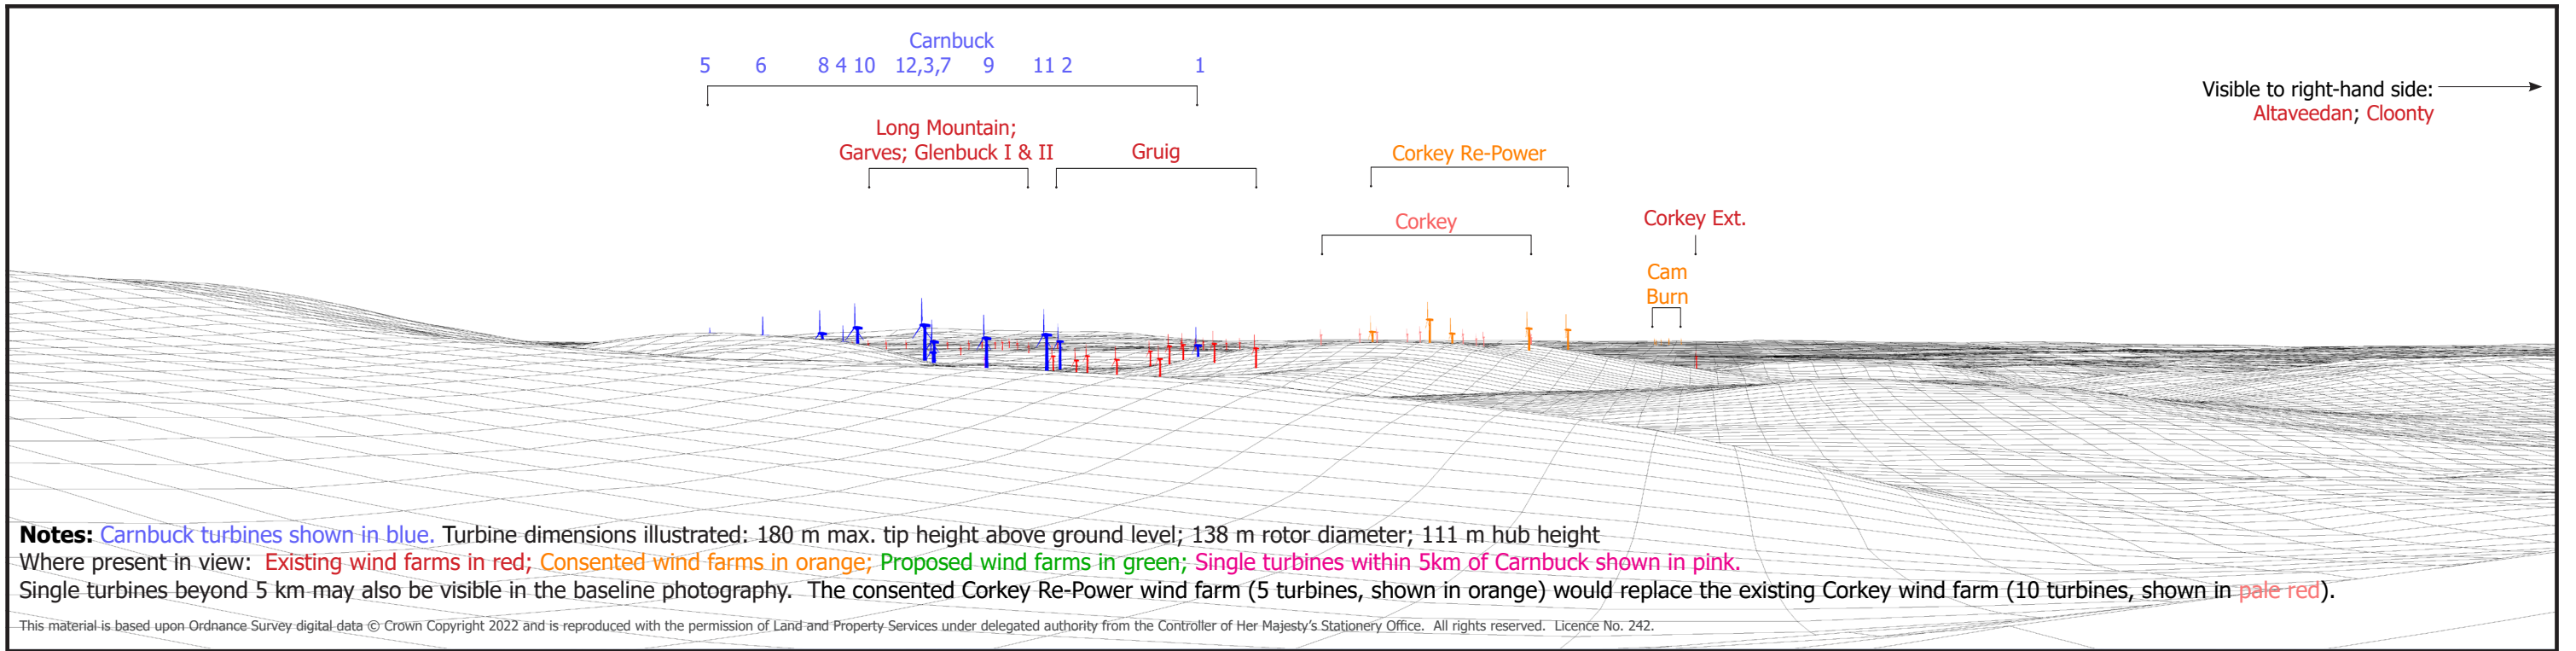 Carnbuck
5 6 8 4 10 12,3,7 9 11 2 1
Visible to right-hand side:
Altaveedan; Cloonty
Long Mountain;
Garves; Glenbuck I & II
Gruig
Corkey Re-Power
Corkey
Corkey Ext.
Cam
Burn
Notes: Carnbuck turbines shown in blue. Turbine dimensions illustrated: 180 m max. tip height above ground level; 138 m rotor diameter; 111 m hub height
Where present in view: Existing wind farms in red; Consented wind farms in orange; Proposed wind farms in green; Single turbines within 5km of Carnbuck shown in pink.
Single turbines beyond 5 km may also be visible in the baseline photography. The consented Corkey Re-Power wind farm (5 turbines, shown in orange) would replace the existing Corkey wind farm (10 turbines, shown in pale red).
This material is based upon Ordnance Survey digital data © Crown Copyright 2022 and is reproduced with the permission of Land and Property Services under delegated authority from the Controller of Her Majesty's Stationery Office. All rights reserved. Licence No. 242.